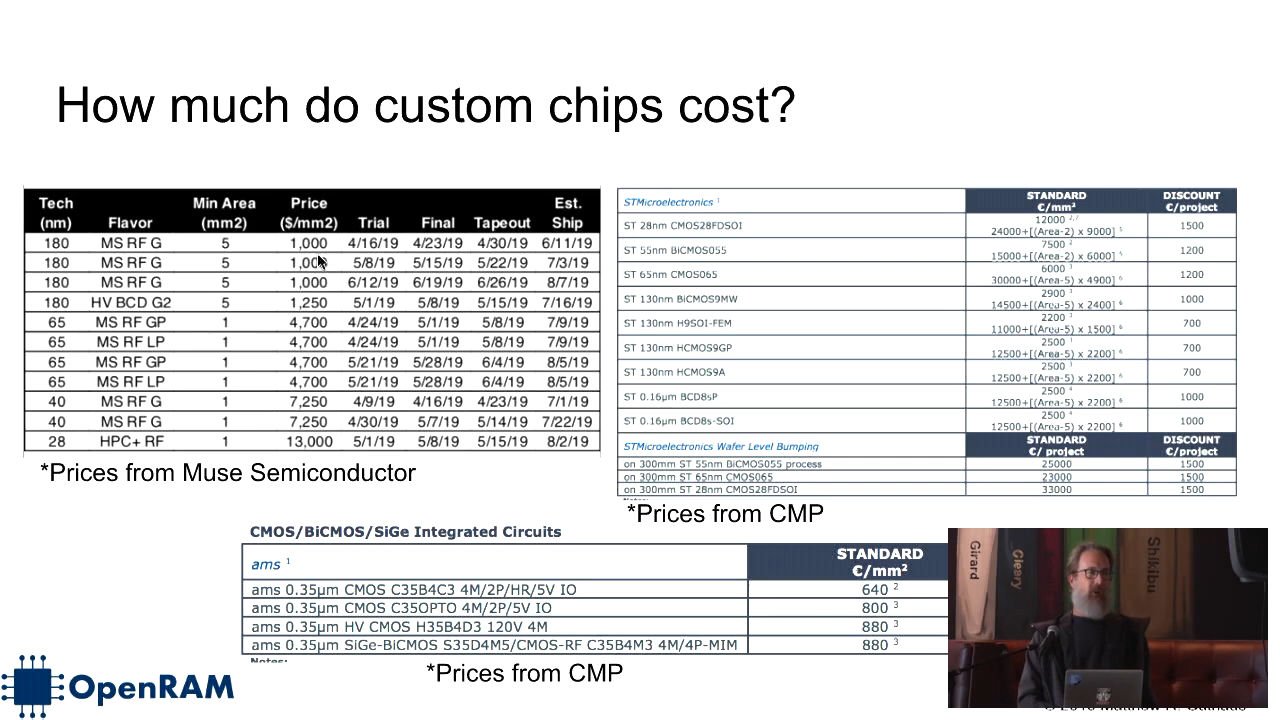 How much do custom chips cost?
Tech (nm) Flavor Min Area (mm2) Price ($/mm2) Trial Final Tapeout Est. Ship
180 MS RF G 5 1,000 4/16/19 4/23/19 4/30/19 6/11/19
180 MS RF G 5 1,000 5/8/19 5/15/19 5/22/19 7/3/19
180 MS RF G 5 1,000 6/12/19 6/19/19 6/26/19 8/7/19
180 HV BCD G2 5 1,250 5/1/19 5/8/19 5/15/19 7/16/19
65 MS RF GP 1 4,700 4/24/19 5/1/19 5/8/19 7/9/19
65 MS RF LP 1 4,700 4/24/19 5/1/19 5/8/19 7/9/19
65 MS RF GP 1 4,700 5/21/19 5/28/19 6/4/19 8/5/19
65 MS RF LP 1 4,700 5/21/19 5/28/19 6/4/19 8/5/19
40 MS RF G 1 7,250 4/9/19 4/16/19 4/23/19 7/1/19
40 MS RF G 1 7,250 4/30/19 5/7/19 5/14/19 7/22/19
28 HPC+ RF 1 13,000 5/1/19 5/8/19 5/15/19 8/2/19
*Prices from Muse Semiconductor
STMicroelectronics 1 STANDARD €/mm² DISCOUNT €/project
ST 28nm CMOS28FDSOI 12000 24000+[(Area-2) x 9000] 1500
ST 55nm BiCMOS055 7500 15000+[(Area-2) x 6000] 1200
ST 65nm CMOS065 6000 30000+[(Area-5) x 4900] 1200
ST 130nm BiCMOS9MW 2900 14500+[(Area-5) x 2400] 1000
ST 130nm H9SOI-FEM 2200 11000+[(Area-5) x 1500] 700
ST 130nm HCMOS9GP 2500 12500+[(Area-5) x 2200] 700
ST 130nm HCMOS9A 2500 12500+[(Area-5) x 2200] 700
ST 0.16µm BCD8sP 2500 12500+[(Area-5) x 2200] 1000
ST 0.16µm BCD8s-SOI 2500 12500+[(Area-5) x 2200] 1000
STMicroelectronics Wafer Level Bumping STANDARD €/ project DISCOUNT €/project
on 300mm ST 55nm BiCMOS055 process 25000 1500
on 300mm ST 65nm CMOS065 23000 1500
on 300mm ST 28nm CMOS28FDSOI 33000 1500
*Prices from CMP
CMOS/BiCMOS/SiGe Integrated Circuits
ams 1 STANDARD €/mm²
ams 0.35µm CMOS C35B4C3 4M/2P/HR/5V IO 640 2
ams 0.35µm CMOS C35OPTO 4M/2P/5V IO 800 3
ams 0.35µm HV CMOS H35B4D3 120V 4M 880 3
ams 0.35µm SiGe-BiCMOS S35D4M5/CMOS-RF C35B4M3 4M/4P-MIM 880 3
*Prices from CMP
OpenRAM
Girard
Cleary
Shikibu